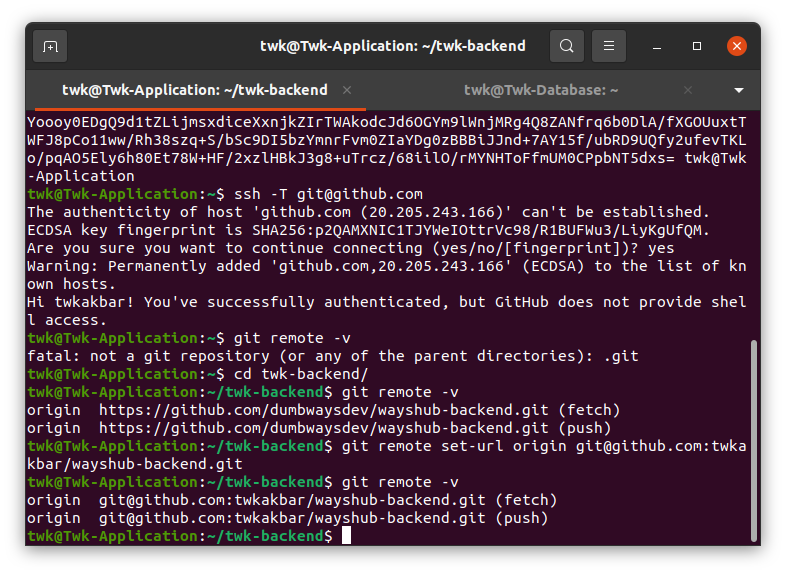 twk@Twk-Application: ~/twk-backend
twk@Twk-Application: ~/twk-backend
twk@Twk-Database: ~
Yoooy0EDgQ9d1tZLijmsxdiceXxnjkZIrTWAkodcJd6OGYm9lWnjMRg4Q8ZANfrq6b0DlA/fXGOUuxtT
WFJ8pCo11ww/Rh38szq+S/bSc9DI5bzYmnrFvm0ZIaYDg0zBBBiJJnd+7AY15f/ubRD9UQfy2ufevTKL
o/pqAO5Ely6h80Et78W+HF/2xzlHBkJ3g8+uTrcz/68iilO/rMYNHToFfmUM0CPpbNT5dxs= twk@Twk
-Application
twk@Twk-Application:~$ ssh -T git@github.com
The authenticity of host 'github.com (20.205.243.166)' can't be established.
ECDSA key fingerprint is SHA256:p2QAMXNIC1TJYWeIOttrVc98/R1BUFWu3/LiyKgUfQM.
Are you sure you want to continue connecting (yes/no/[fingerprint])? yes
Warning: Permanently added 'github.com,20.205.243.166' (ECDSA) to the list of kn
own hosts.
Hi twkakbar! You've successfully authenticated, but GitHub does not provide shel
l access.
twk@Twk-Application:~$ git remote -v
fatal: not a git repository (or any of the parent directories): .git
twk@Twk-Application:~$ cd twk-backend/
twk@Twk-Application:~/twk-backend$ git remote -v
origin  https://github.com/dumbwaysdev/wayshub-backend.git (fetch)
origin  https://github.com/dumbwaysdev/wayshub-backend.git (push)
twk@Twk-Application:~/twk-backend$ git remote set-url origin git@github.com:twka
kbar/wayshub-backend.git
twk@Twk-Application:~/twk-backend$ git remote -v
origin  git@github.com:twkakbar/wayshub-backend.git (fetch)
origin  git@github.com:twkakbar/wayshub-backend.git (push)
twk@Twk-Application:~/twk-backend$